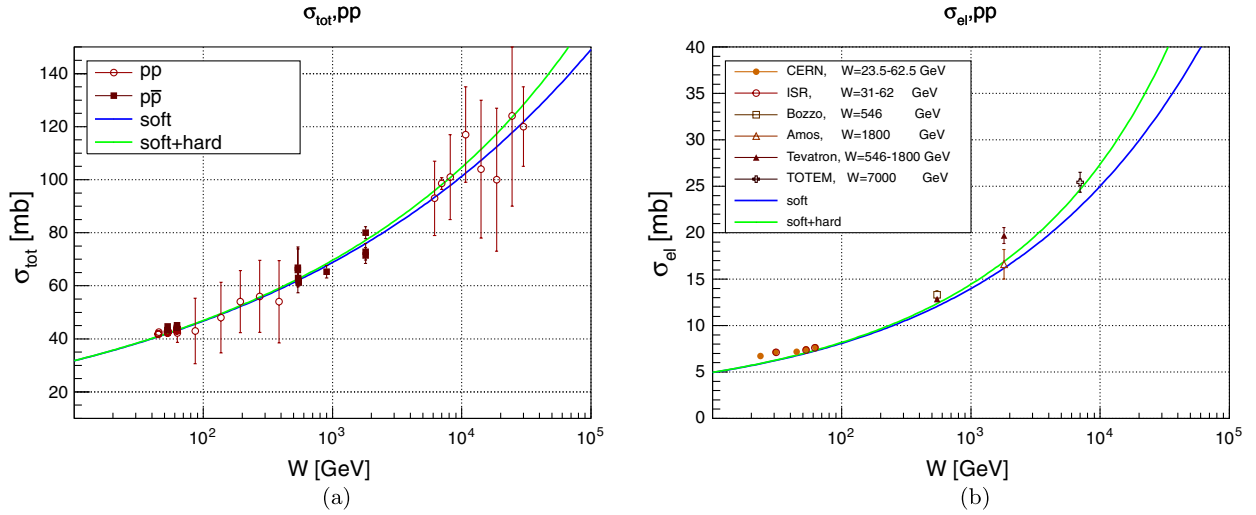 σtot,pp
σtot [mb]
140
120
100
80
60
40
20
pp
pp̄
soft
soft+hard
10² 10³ 10⁴ 10⁵
W [GeV]
(a)
σel,pp
σel [mb]
40
35
30
25
20
15
10
5
0
CERN, W=23.5-62.5 GeV
ISR, W=31-62 GeV
Bozzo, W=546 GeV
Amos, W=1800 GeV
Tevatron, W=546-1800 GeV
TOTEM, W=7000 GeV
soft
soft+hard
10² 10³ 10⁴ 10⁵
W [GeV]
(b)